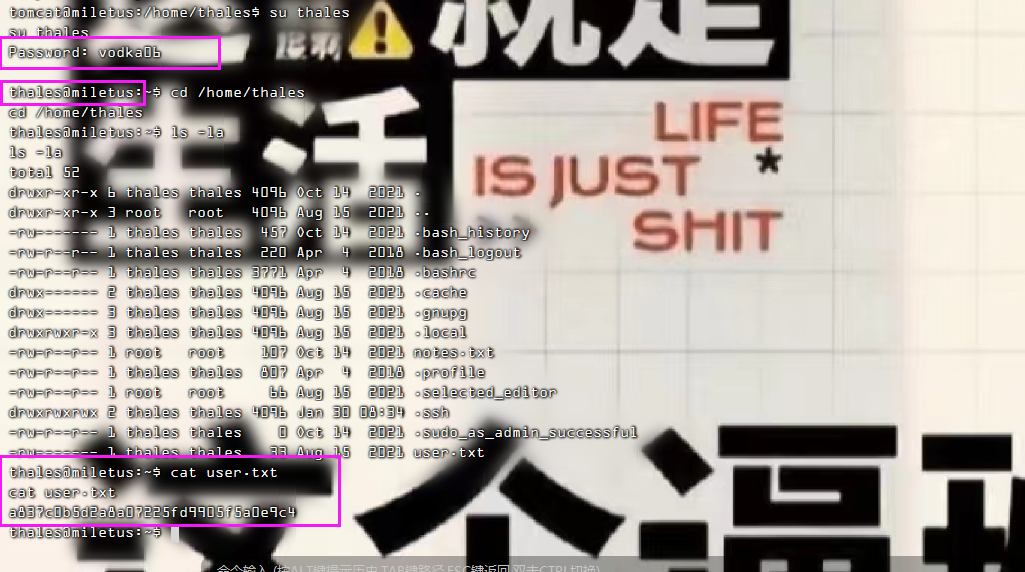 tomcat@miletus:/home/thales$ su thales
su thales
Password: vodka06
thales@miletus:~$ cd /home/thales
cd /home/thales
thales@miletus:~$ ls -la
ls -la
total 52
drwxr-xr-x 6 thales thales 4096 Oct 14  2021 .
drwxr-xr-x 3 root   root   4096 Aug 15  2021 ..
-rw------- 1 thales thales  457 Oct 14  2021 .bash_history
-rw-r--r-- 1 thales thales  220 Apr  4  2018 .bash_logout
-rw-r--r-- 1 thales thales 3771 Apr  4  2018 .bashrc
drwx------ 2 thales thales 4096 Aug 15  2021 .cache
drwx------ 3 thales thales 4096 Aug 15  2021 .gnupg
drwxrwxr-x 3 thales thales 4096 Aug 15  2021 .local
-rw-r--r-- 1 root   root    107 Oct 14  2021 notes.txt
-rw-r--r-- 1 thales thales  807 Apr  4  2018 .profile
-rw-r--r-- 1 root   root     66 Aug 15  2021 .selected_editor
drwxrwxrwx 2 thales thales 4096 Jan 30 08:34 .ssh
-rw-r--r-- 1 thales thales    0 Oct 14  2021 .sudo_as_admin_successful
-rw-r--r-- 1 thales thales   33 Aug 15  2021 user.txt
thales@miletus:~$ cat user.txt
cat user.txt
a837c0b5d2a8a07225fd9905f5a0e9c4
thales@miletus:~$
就是
生活
LIFE
IS JUST *
SHIT
个逼
命令输入 (按ALT键提示历史,TAB键路径,ESC键返回,双击CTRL切换)